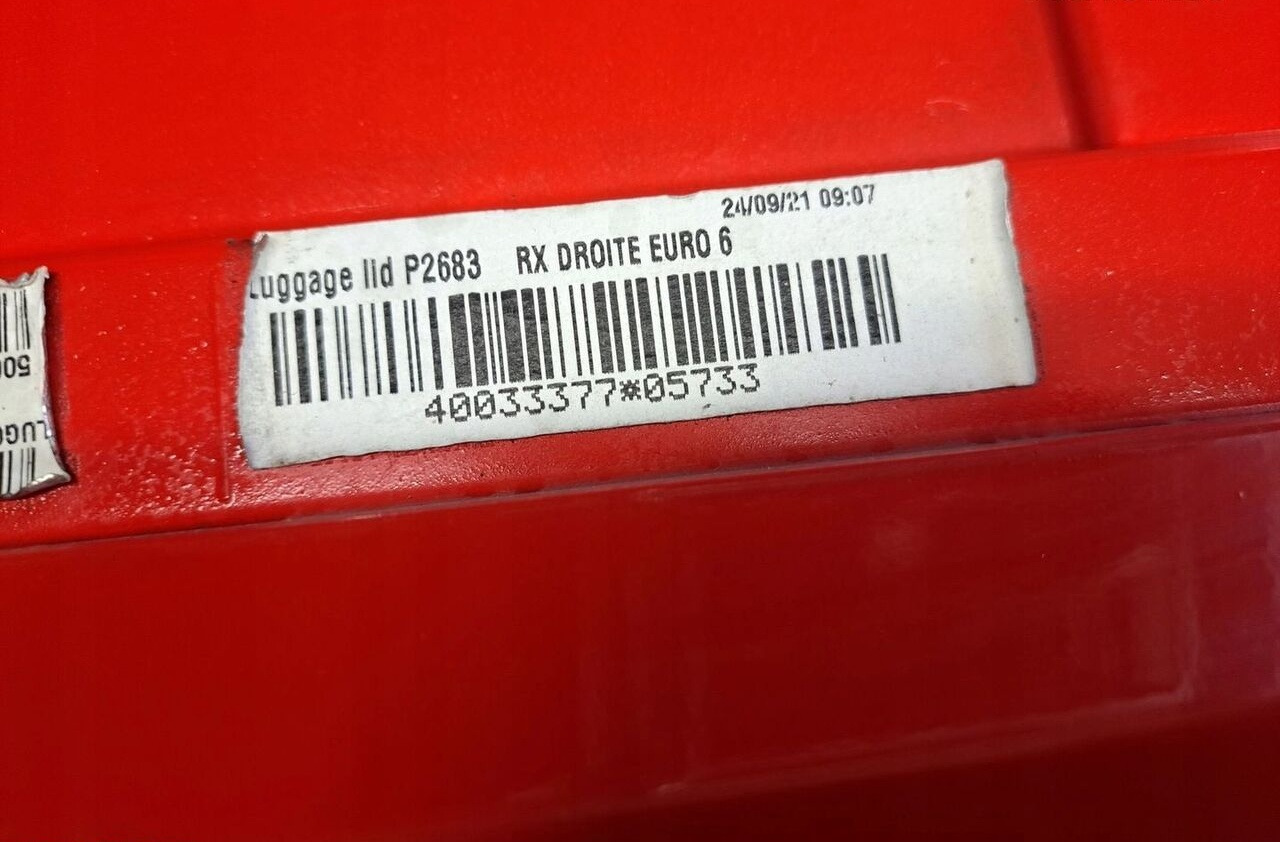 24/09/21 09:07
Luggage lid P2683 RX DROITE EURO 6
40033377*05733